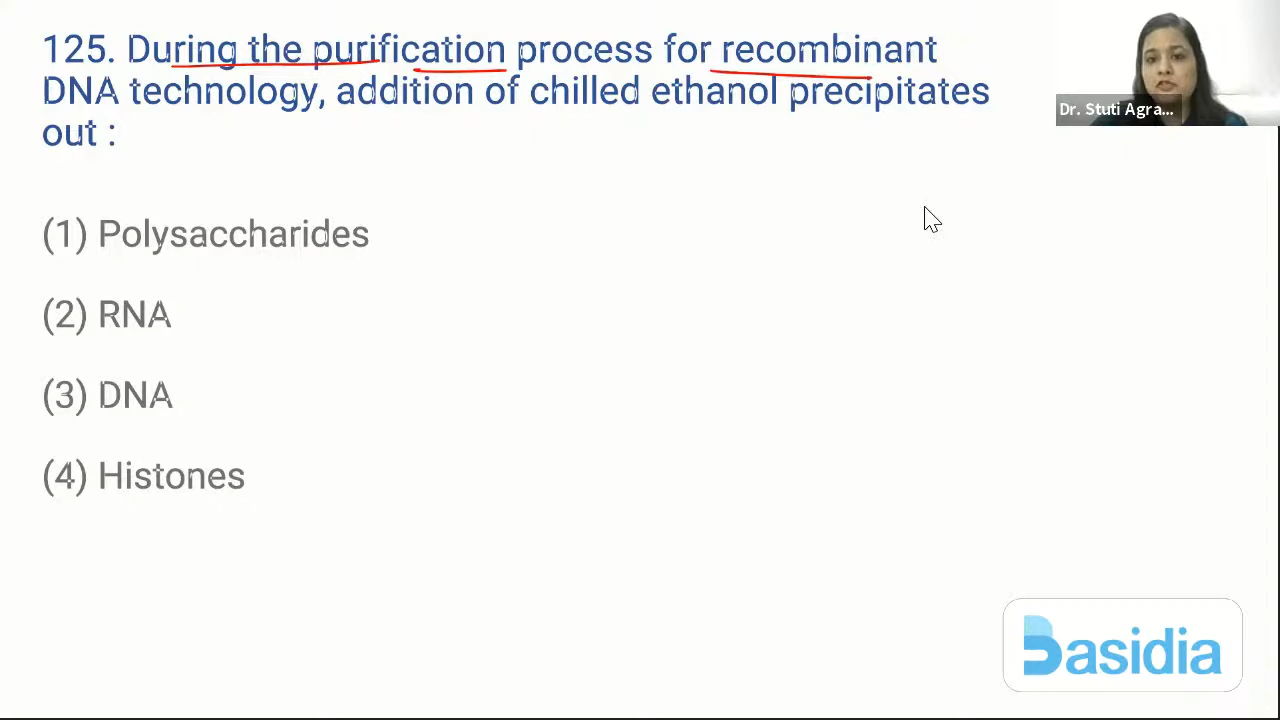 125. During the purification process for recombinant
DNA technology, addition of chilled ethanol precipitates
out :
Dr. Stuti Agra...
(1) Polysaccharides
(2) RNA
(3) DNA
(4) Histones
Basidia